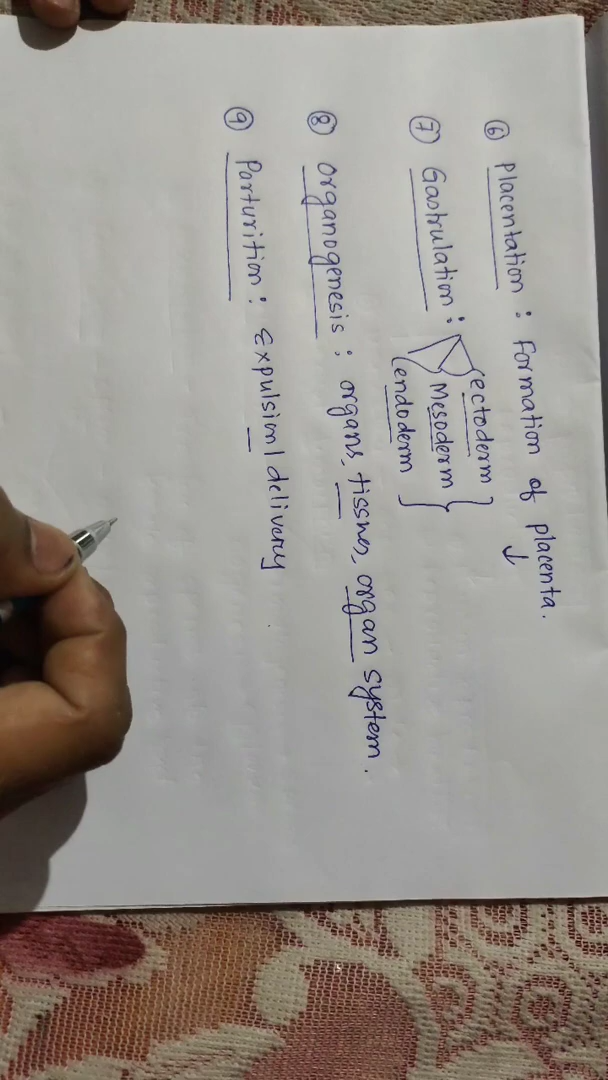 ⑥ Placentation : Formation of placenta.
⑦ Gastrulation : ectoderm
Mesoderm
endoderm
⑧ Organogenesis : organs, tissues, organ system.
⑨ Parturition : Expulsion / delivery